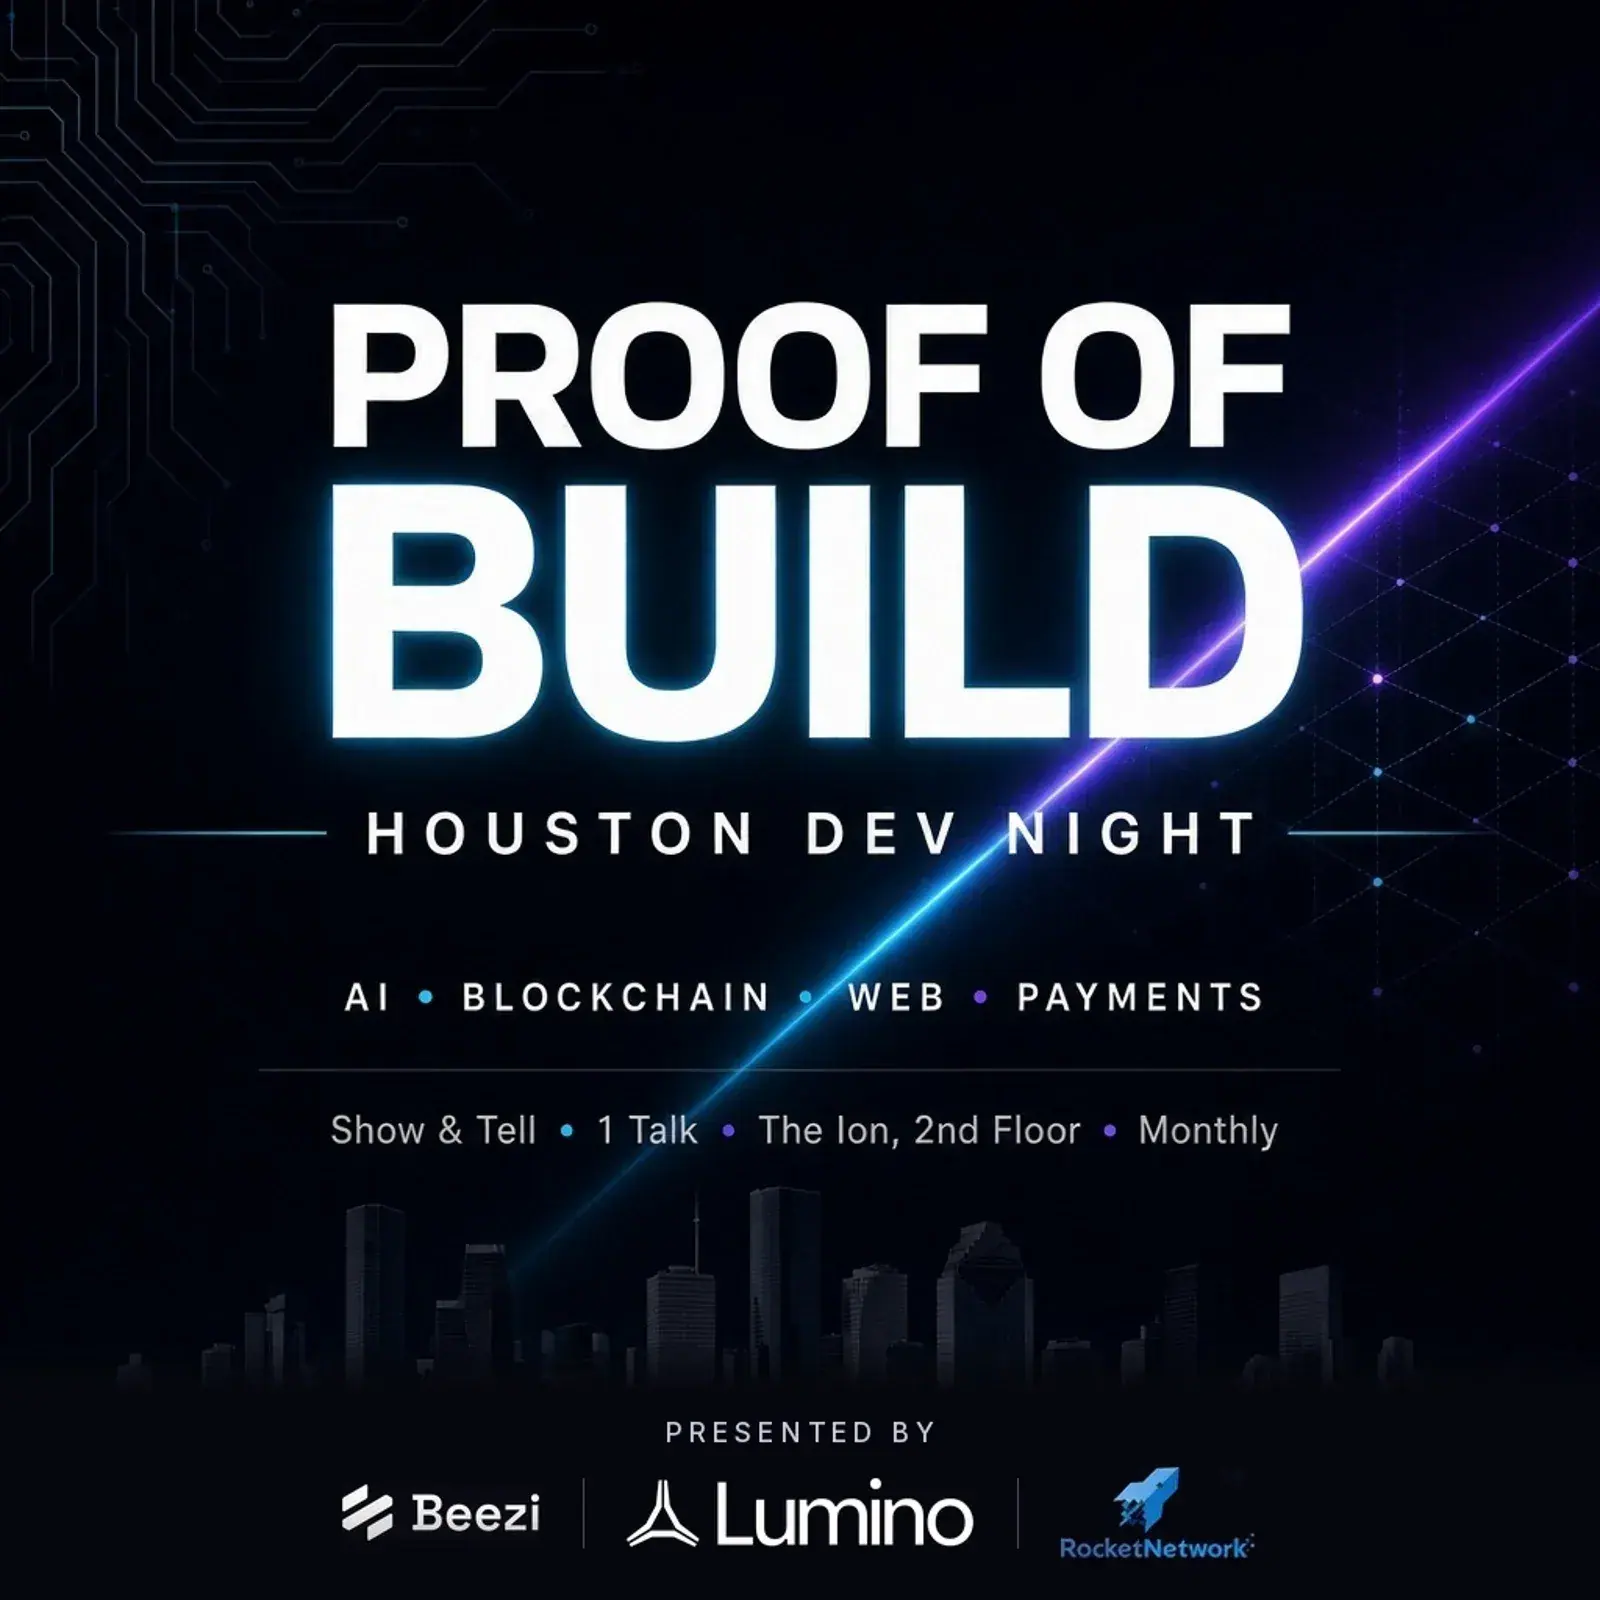 PROOF OF
BUILD
HOUSTON DEV NIGHT
AI • BLOCKCHAIN • WEB • PAYMENTS
Show & Tell • 1 Talk • The Ion, 2nd Floor • Monthly
PRESENTED BY
Beezi
Lumino
RocketNetwork